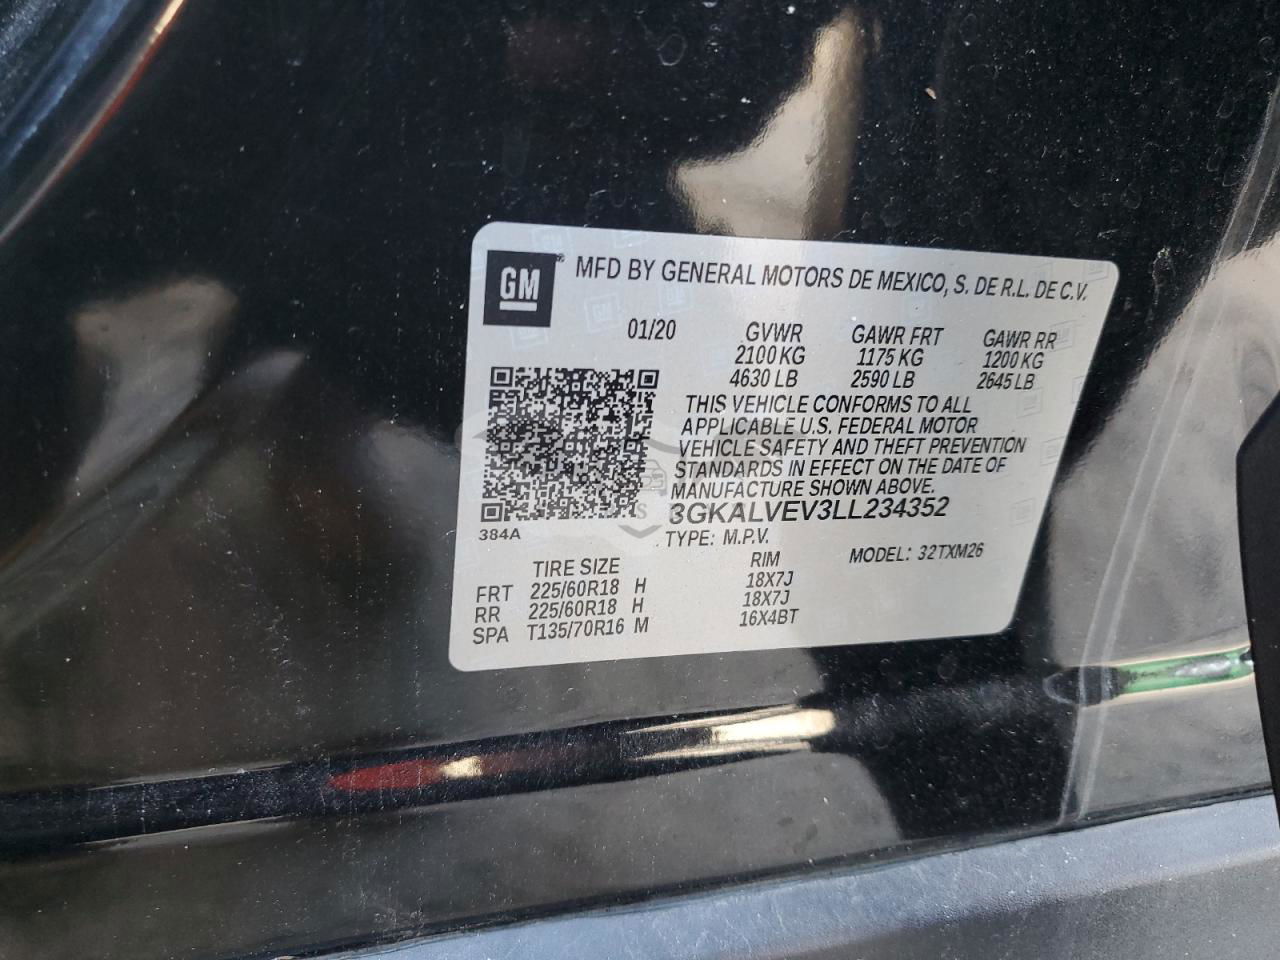 GM® MFD BY GENERAL MOTORS DE MEXICO, S. DE R.L. DE C.V.
01/20 GVWR GAWR FRT GAWR RR
2100 KG 1175 KG 1200 KG
4630 LB 2590 LB 2645 LB
THIS VEHICLE CONFORMS TO ALL
APPLICABLE U.S. FEDERAL MOTOR
VEHICLE SAFETY AND THEFT PREVENTION
STANDARDS IN EFFECT ON THE DATE OF
MANUFACTURE SHOWN ABOVE.
3GKALVEV3LL234352
384A TYPE: M.P.V. MODEL: 32TXM26
TIRE SIZE RIM
FRT 225/60R18 H 18X7J
RR 225/60R18 H 18X7J
SPA T135/70R16 M 16X4BT